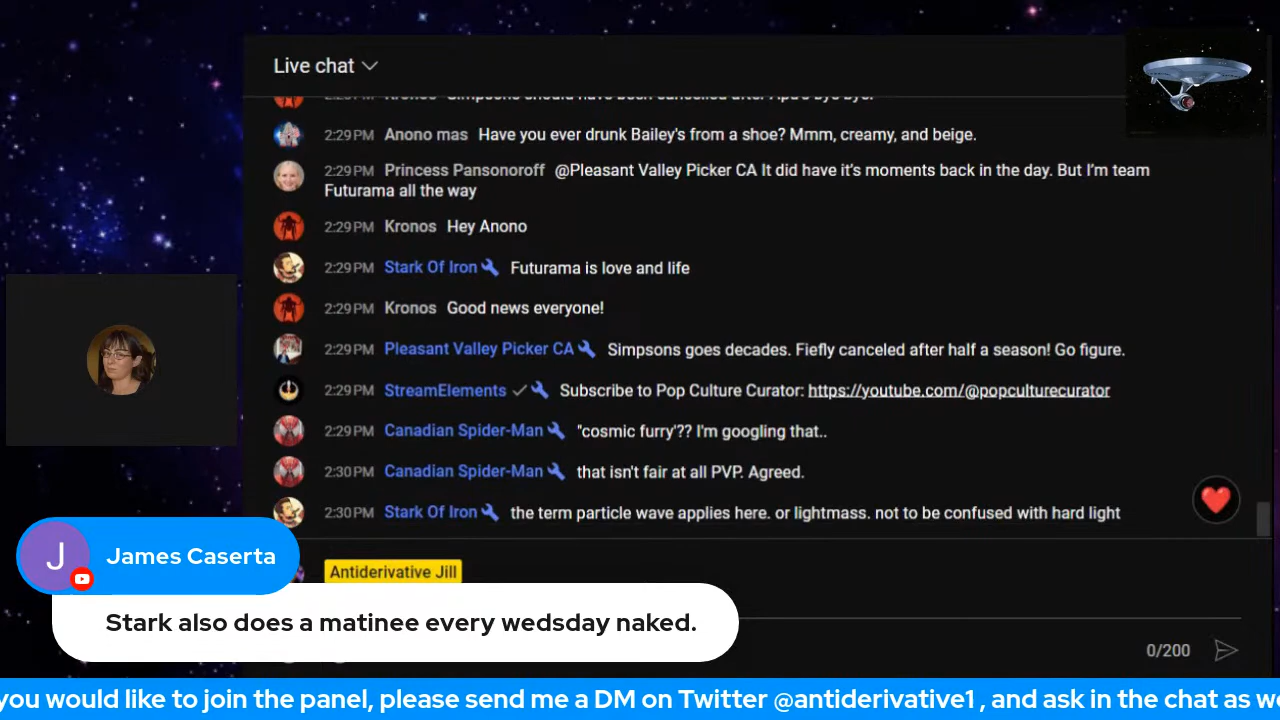 Live chat
2:29 PM Anono mas Have you ever drunk Bailey's from a shoe? Mmm, creamy, and beige.
2:29 PM Princess Pansonoroff @Pleasant Valley Picker CA It did have it's moments back in the day. But I'm team
Futurama all the way
2:29 PM Kronos Hey Anono
2:29 PM Stark Of Iron Futurama is love and life
2:29 PM Kronos Good news everyone!
2:29 PM Pleasant Valley Picker CA Simpsons goes decades. Fiefly canceled after half a season! Go figure.
2:29 PM StreamElements Subscribe to Pop Culture Curator: https://youtube.com/@popculturecurator
2:29 PM Canadian Spider-Man "cosmic furry'?? I'm googling that..
2:30 PM Canadian Spider-Man that isn't fair at all PVP. Agreed.
2:30 PM Stark Of Iron the term particle wave applies here. or lightmass. not to be confused with hard light
Antiderivative Jill
J James Caserta
Stark also does a matinee every wedsday naked.
0/200
you would like to join the panel, please send me a DM on Twitter @antiderivative1 , and ask in the chat as